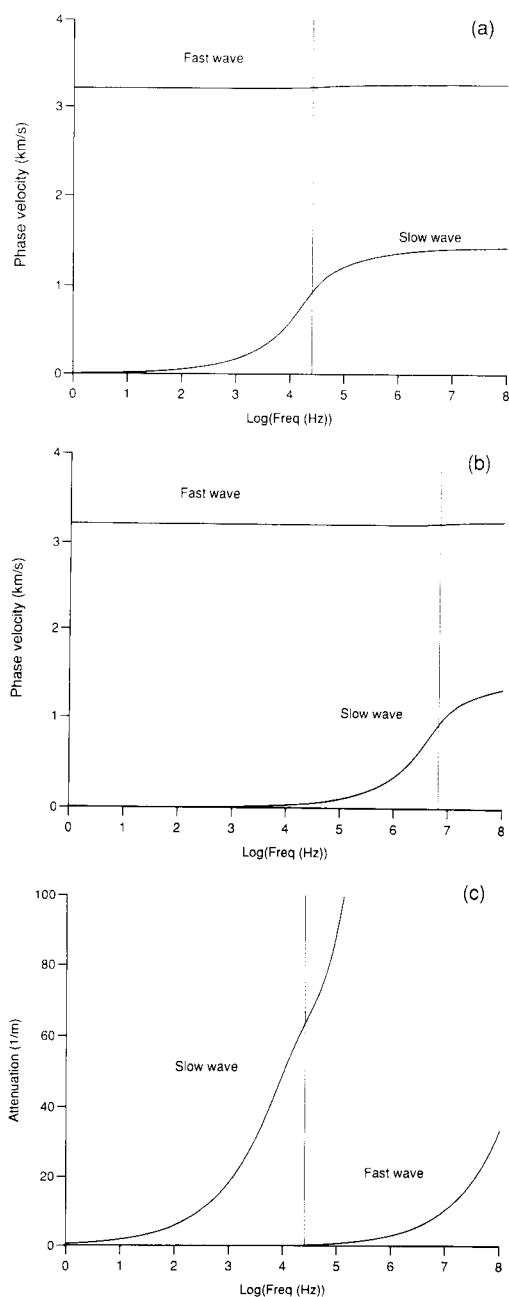 (a)
4
Fast wave
3
Phase velocity (km/s)
2
Slow wave
1
0
0 1 2 3 4 5 6 7 8
Log(Freq (Hz))
(b)
4
Fast wave
3
Phase velocity (km/s)
2
Slow wave
1
0
0 1 2 3 4 5 6 7 8
Log(Freq (Hz))
(c)
100
80
Attenuation (1/m)
60
Slow wave
40
Fast wave
20
0
0 1 2 3 4 5 6 7 8
Log(Freq (Hz))